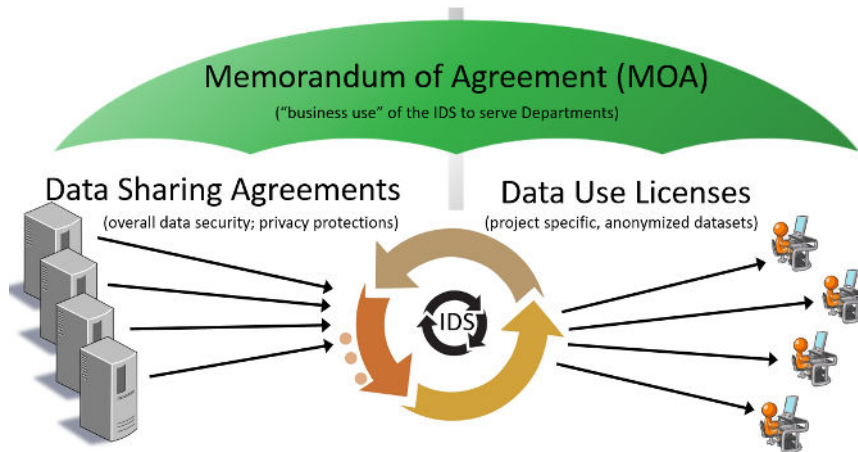 Memorandum of Agreement (MOA)
("business use" of the IDS to serve Departments)
Data Sharing Agreements
(overall data security; privacy protections)
Data Use Licenses
(project specific, anonymized datasets)
IDS